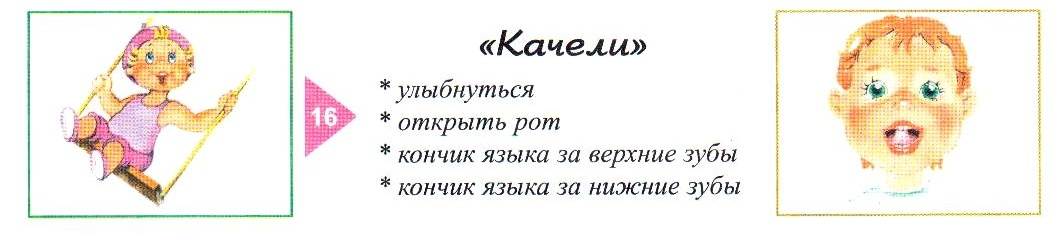 «Качели»
16
* улыбнуться
* открыть рот
* кончик языка за верхние зубы
* кончик языка за нижние зубы